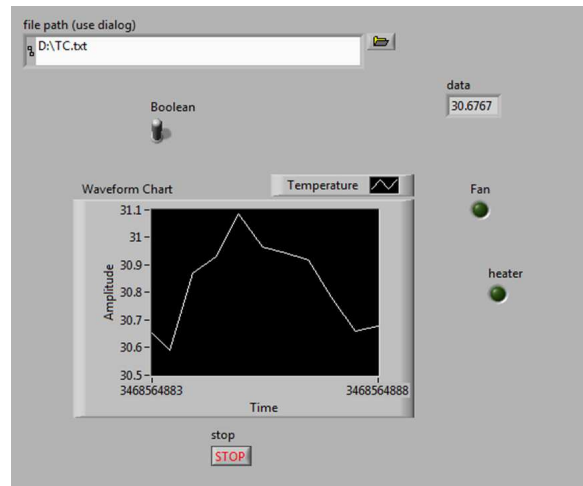 file path (use dialog)
D:\TC.txt
data
30.6767
Boolean
Temperature
Waveform Chart
Fan
heater
31.1
31
30.9
30.8
30.7
30.6
30.5
Amplitude
3468564883
3468564888
Time
stop
STOP